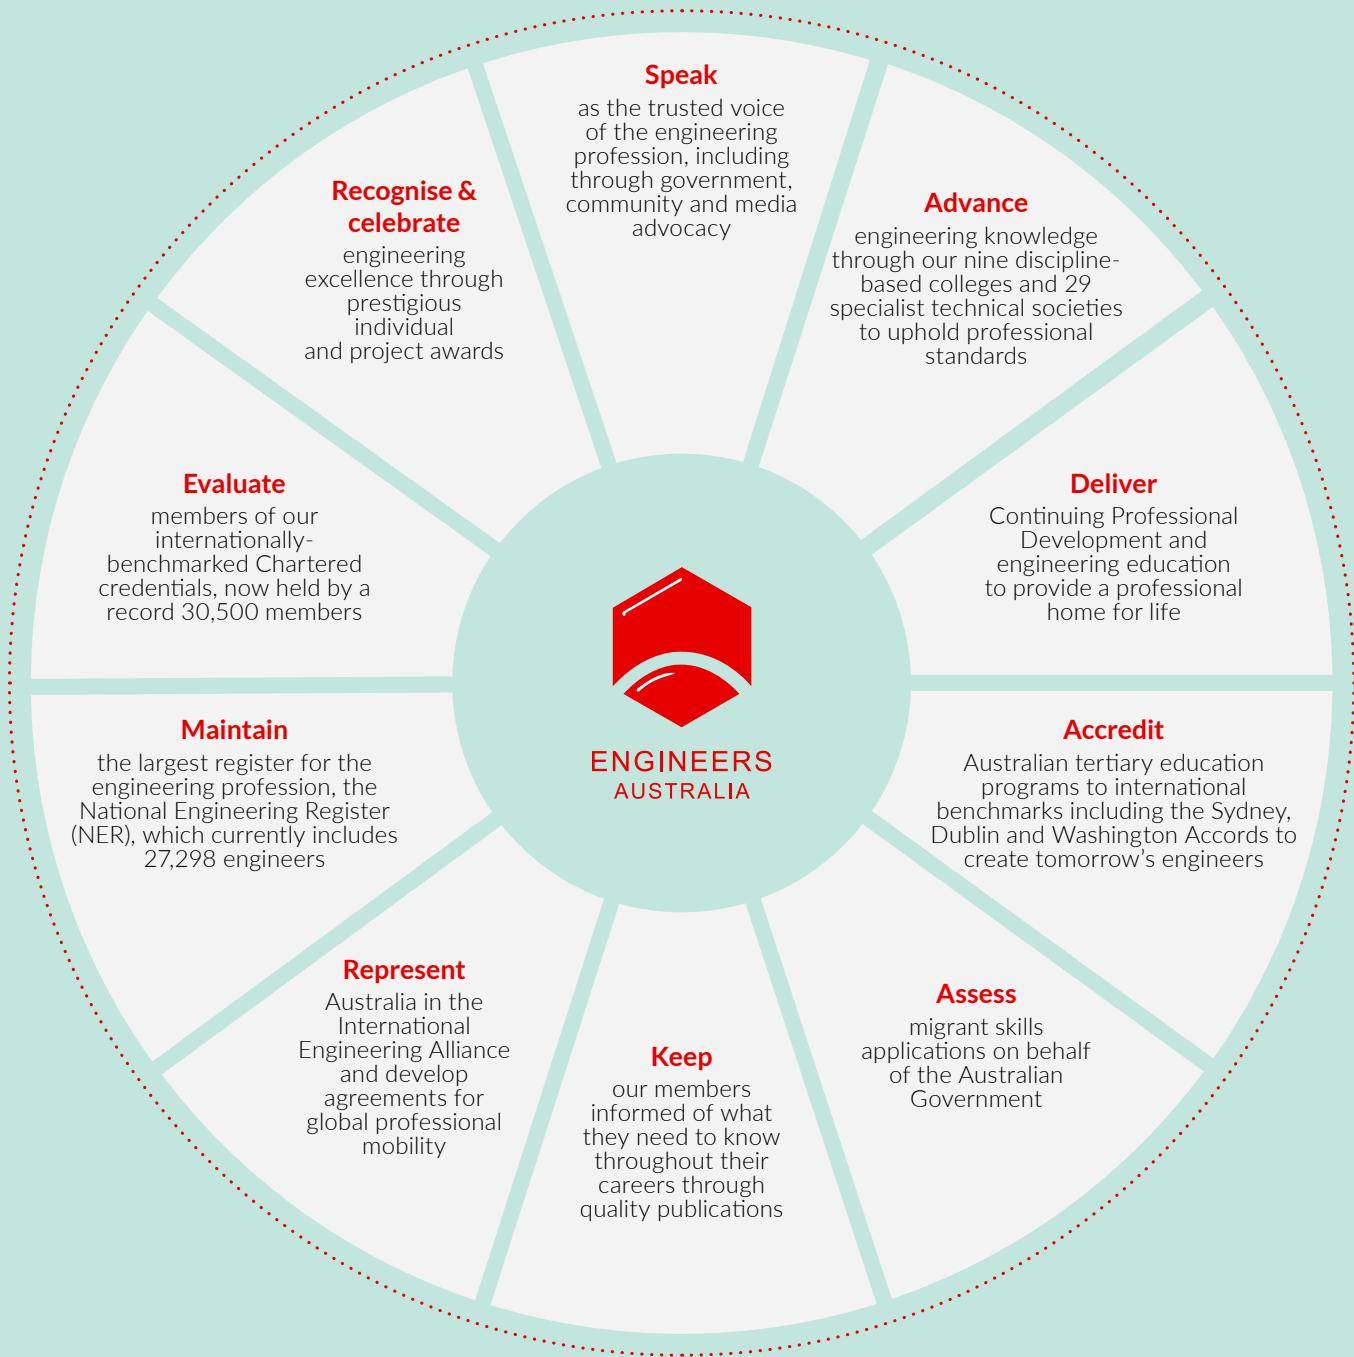 Speak
as the trusted voice
of the engineering
profession, including
through government,
community and media
advocacy
Advance
engineering knowledge
through our nine discipline-
based colleges and 29
specialist technical societies
to uphold professional
standards
Deliver
Continuing Professional
Development and
engineering education
to provide a professional
home for life
Accredit
Australian tertiary education
programs to international
benchmarks including the Sydney,
Dublin and Washington Accords to
create tomorrow’s engineers
Assess
migrant skills
applications on behalf
of the Australian
Government
Keep
our members
informed of what
they need to know
throughout their
careers through
quality publications
Represent
Australia in the
International
Engineering Alliance
and develop
agreements for
global professional
mobility
Maintain
the largest register for the
engineering profession, the
National Engineering Register
(NER), which currently includes
27,298 engineers
Evaluate
members of our
internationally-
benchmarked Chartered
credentials, now held by a
record 30,500 members
Recognise &
celebrate
engineering
excellence through
prestigious
individual
and project awards
ENGINEERS
AUSTRALIA